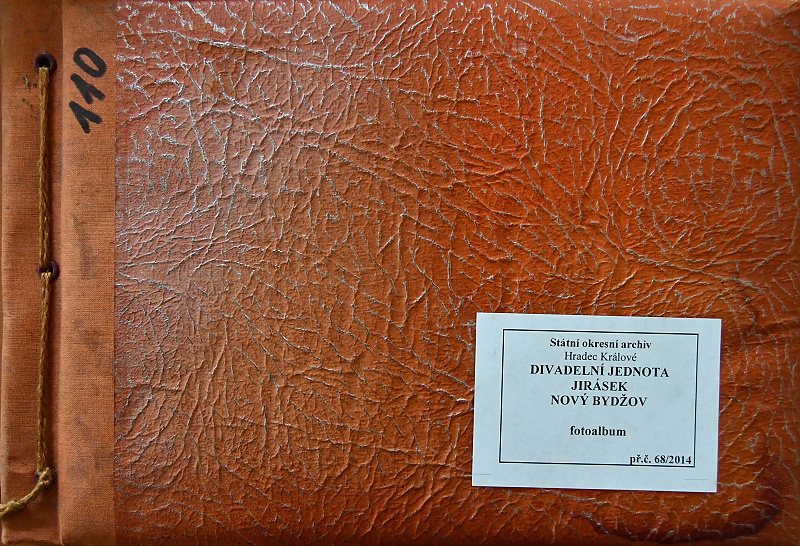 110
Státní okresní archiv
Hradec Králové
DIVADELNÍ JEDNOTA
JIRÁSEK
NOVÝ BYDŽOV
fotoalbum
př.č. 68/2014